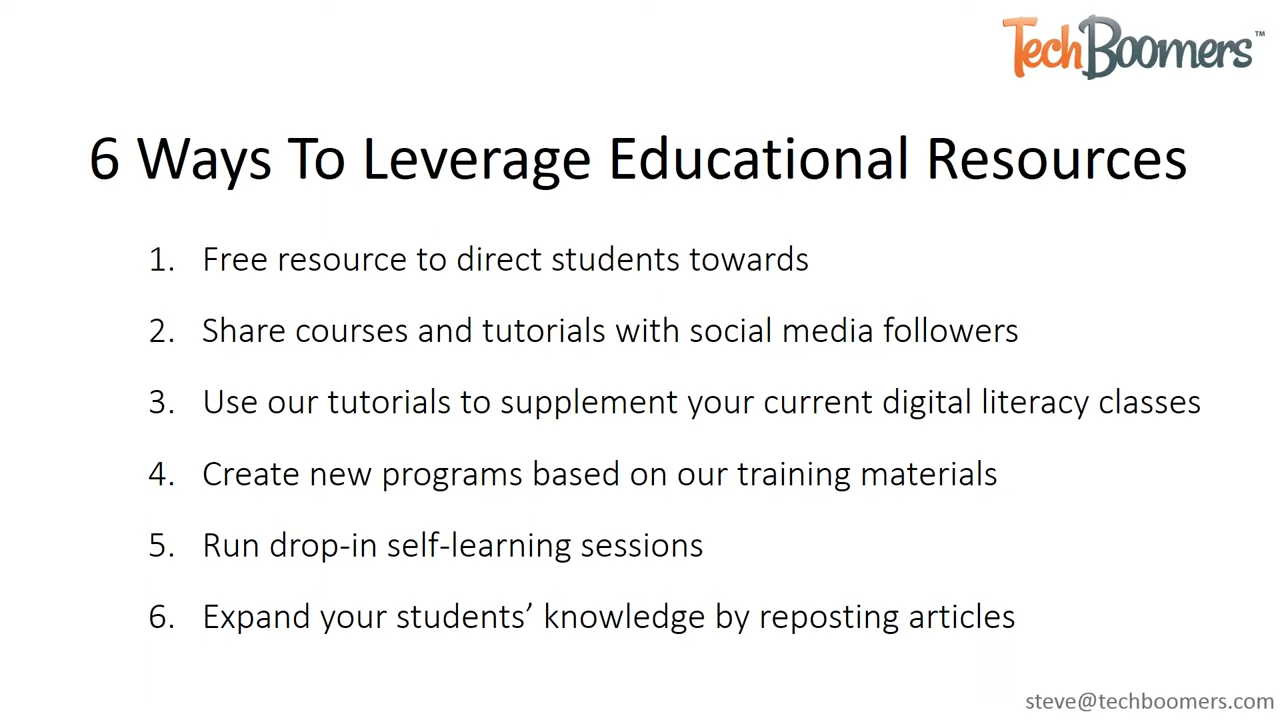 TechBoomers™
6 Ways To Leverage Educational Resources
1. Free resource to direct students towards
2. Share courses and tutorials with social media followers
3. Use our tutorials to supplement your current digital literacy classes
4. Create new programs based on our training materials
5. Run drop-in self-learning sessions
6. Expand your students’ knowledge by reposting articles
steve@techboomers.com